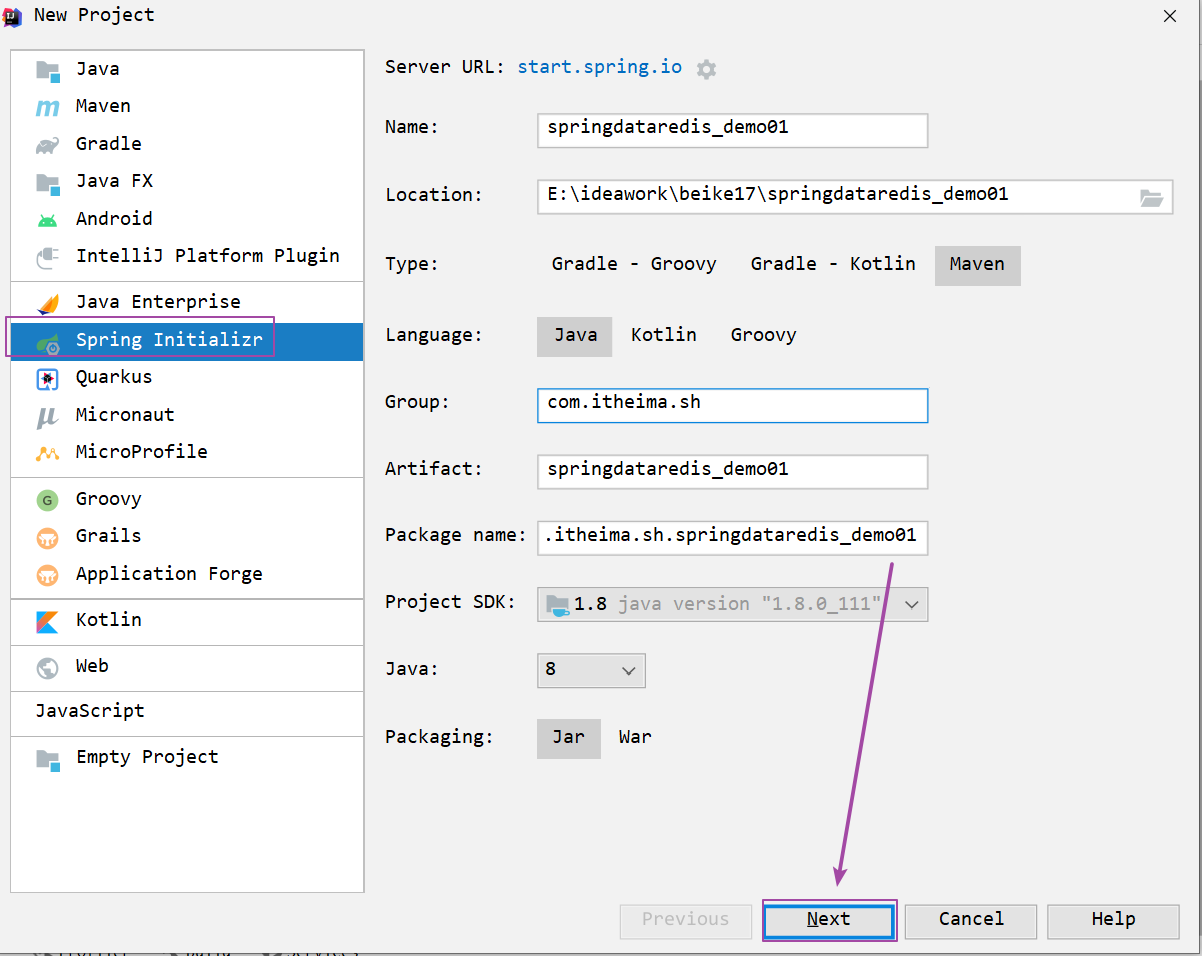 New Project
Java
Maven
Gradle
Java FX
Android
IntelliJ Platform Plugin
Java Enterprise
Spring Initializr
Quarkus
Micronaut
MicroProfile
Groovy
Grails
Application Forge
Kotlin
Web
JavaScript
Empty Project
Server URL: start.spring.io
Name: springdataredis_demo01
Location: E:\ideawork\beike17\springdataredis_demo01
Type: Gradle - Groovy Gradle - Kotlin Maven
Language: Java Kotlin Groovy
Group: com.itheima.sh
Artifact: springdataredis_demo01
Package name: .itheima.sh.springdataredis_demo01
Project SDK: 1.8 java version "1.8.0_111"
Java: 8
Packaging: Jar War
Previous Next Cancel Help